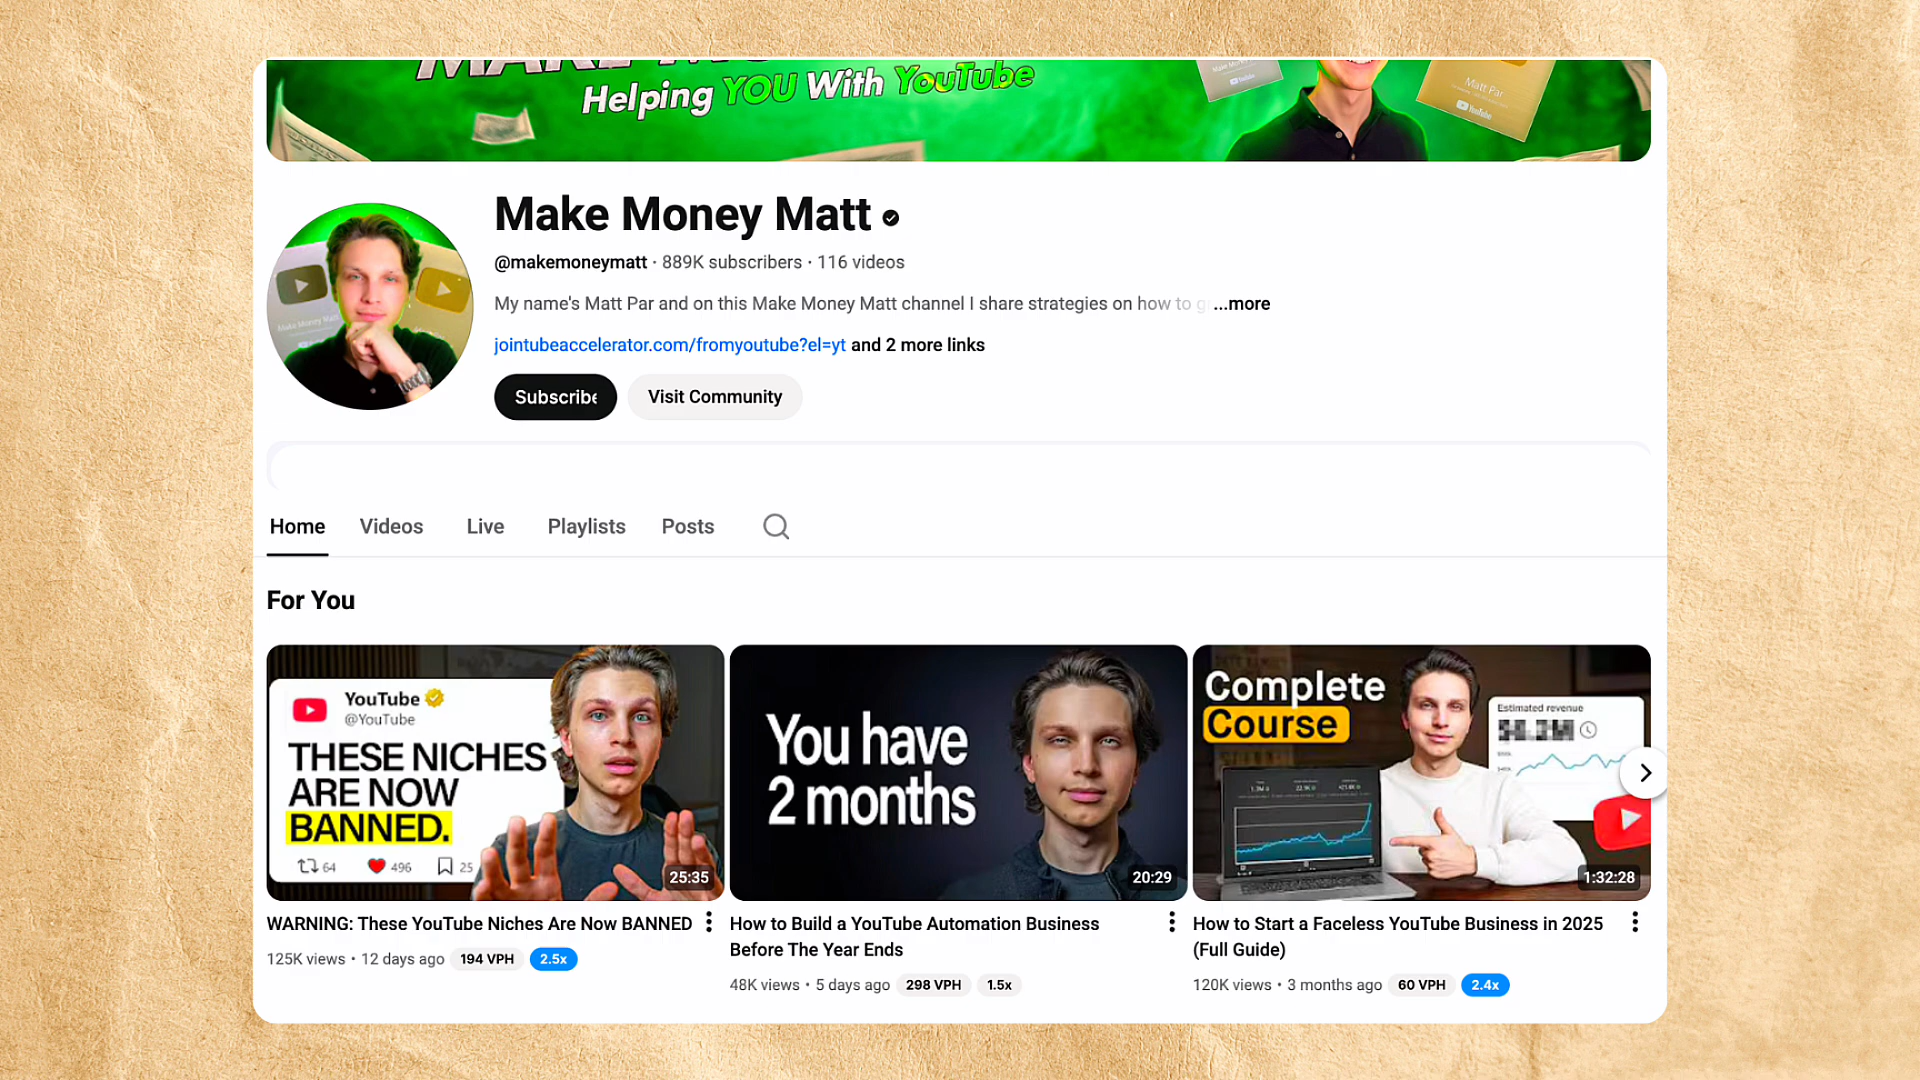 Helping YOU With YouTube
Matt Par
YouTube
Make Money Matt
@makemoneymatt · 889K subscribers · 116 videos
My name's Matt Par and on this Make Money Matt channel I share strategies on how to ...more
jointubeaccelerator.com/fromyoutube?el=yt and 2 more links
Subscribe
Visit Community
Home
Videos
Live
Playlists
Posts
For You
YouTube
@YouTube
THESE NICHES
ARE NOW
BANNED.
64
496
25
25:35
You have
2 months
20:29
Complete
Course
Estimated revenue
1:32:28
WARNING: These YouTube Niches Are Now BANNED
125K views • 12 days ago 194 VPH 2.5x
How to Build a YouTube Automation Business
Before The Year Ends
48K views • 5 days ago 298 VPH 1.5x
How to Start a Faceless YouTube Business in 2025
(Full Guide)
120K views • 3 months ago 60 VPH 2.4x